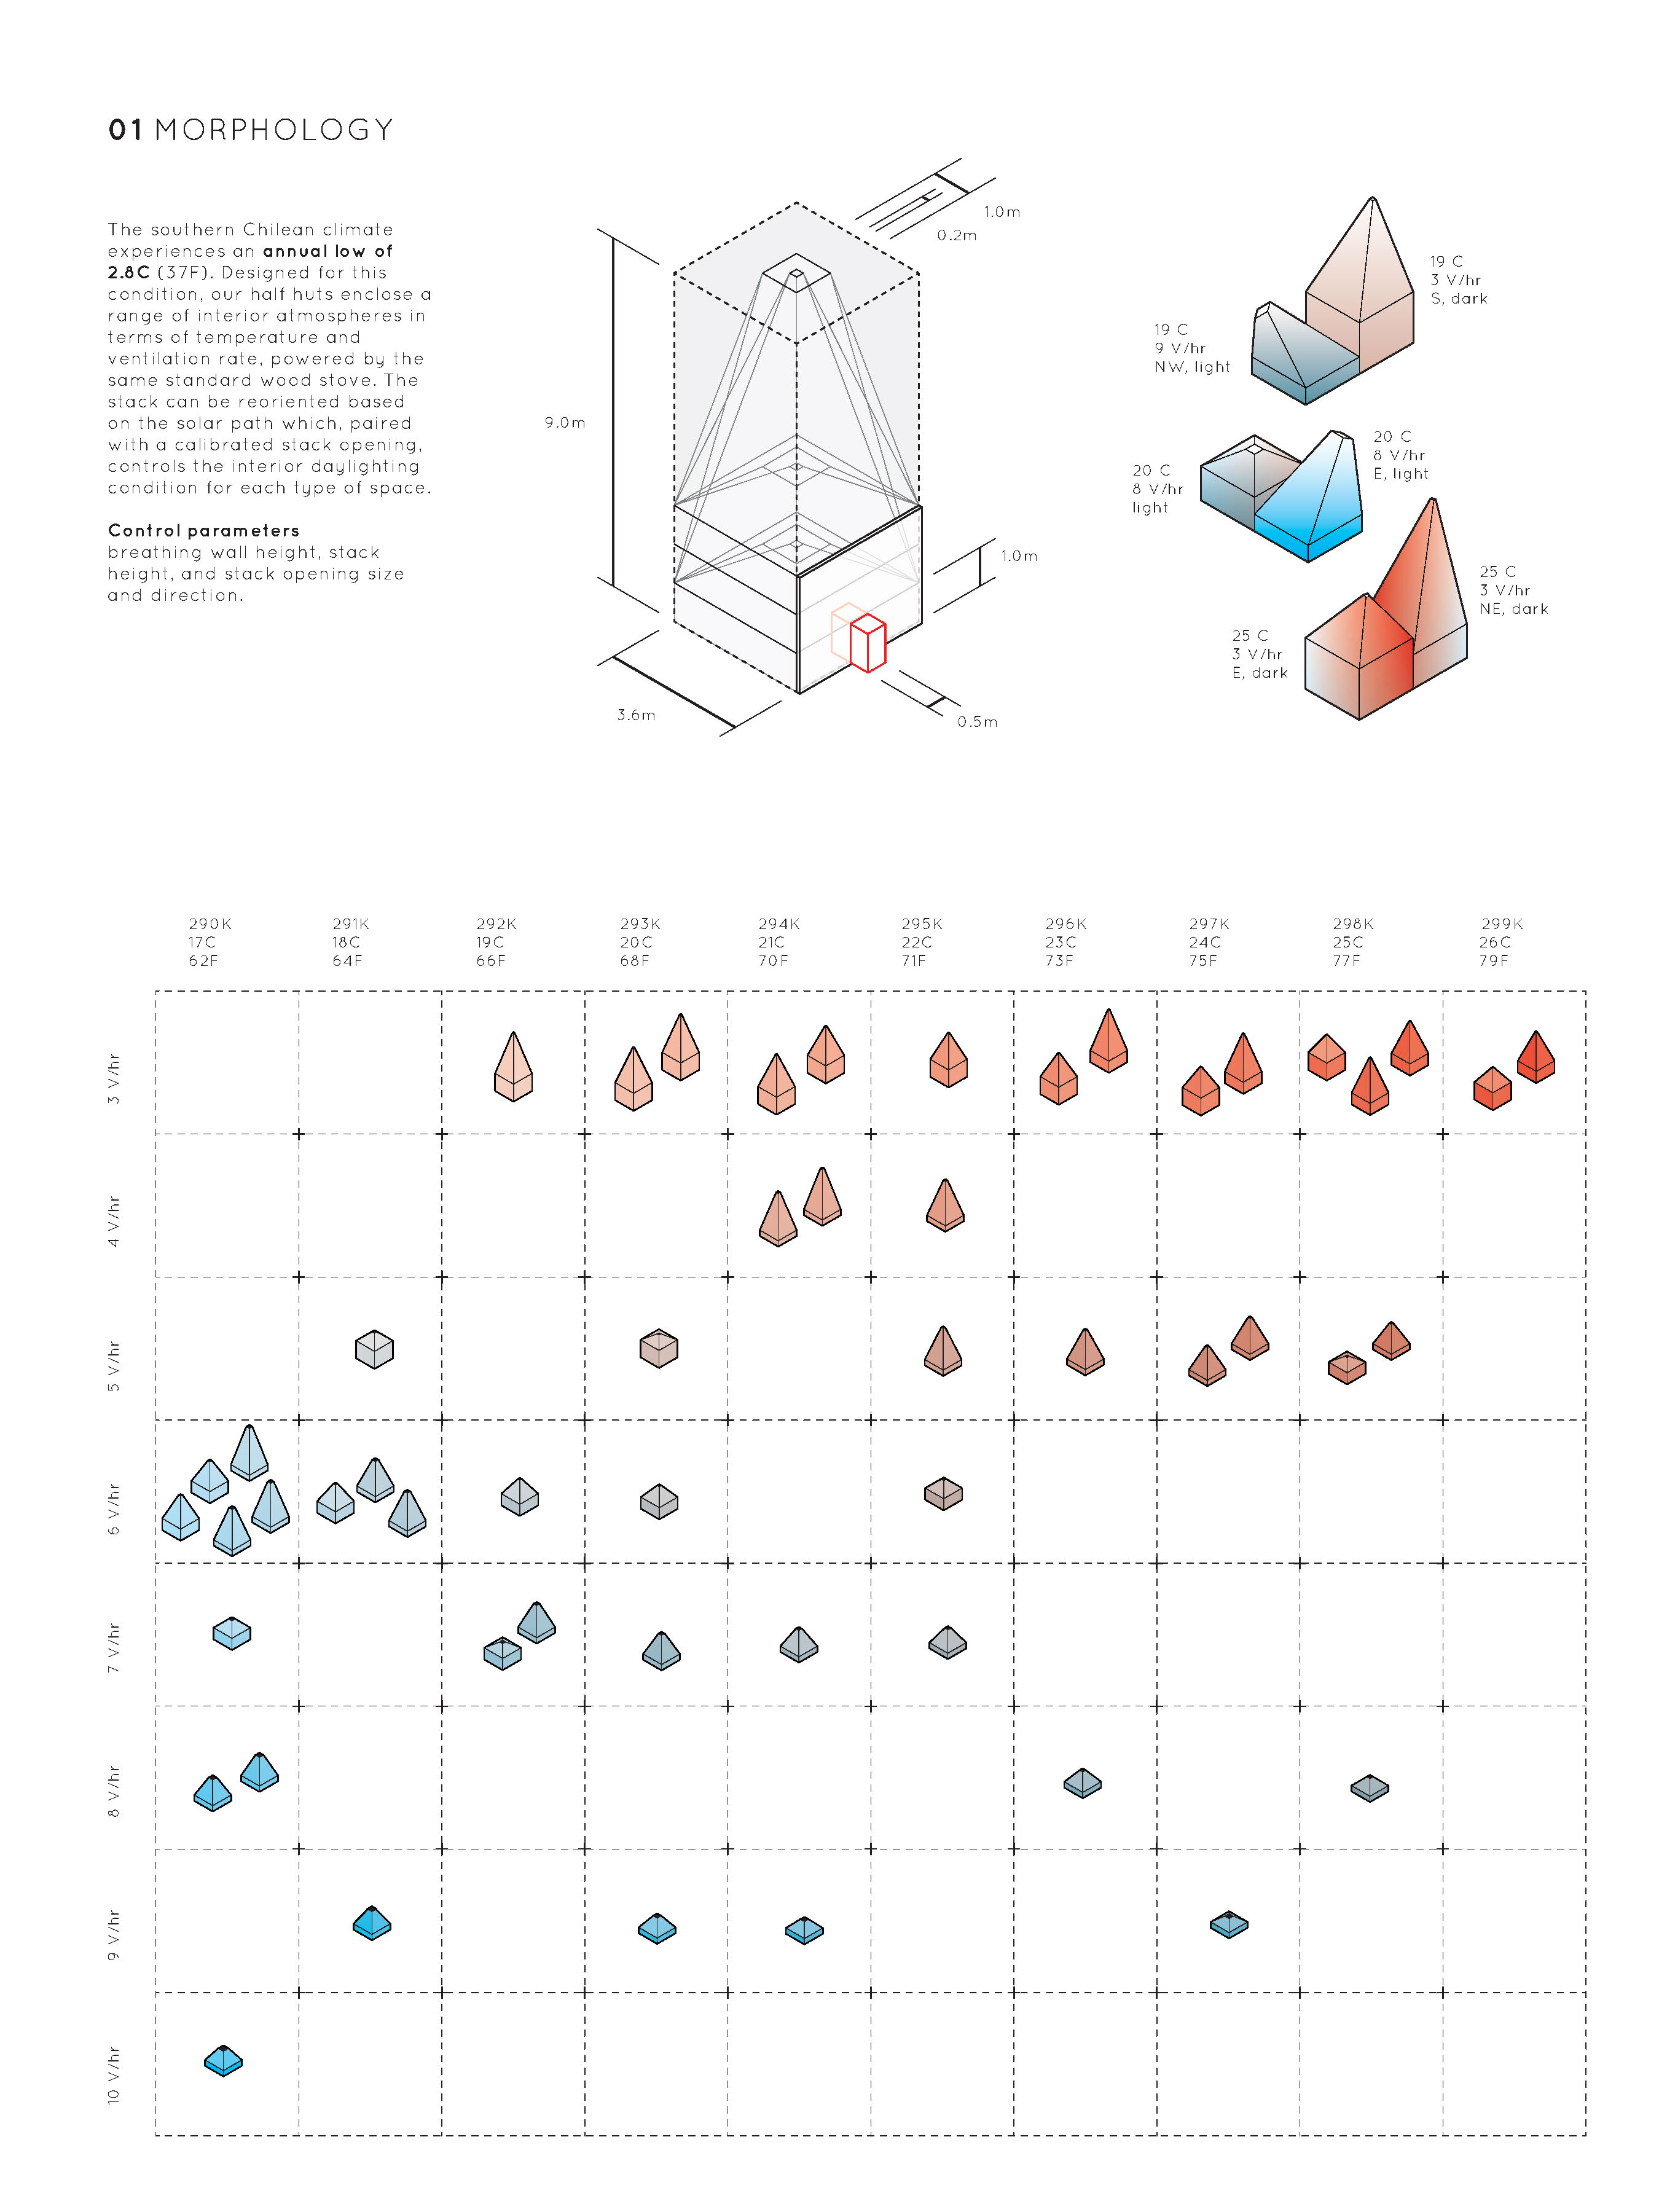 01 MORPHOLOGY
The southern Chilean climate
experiences an annual low of
2.8C (37F). Designed for this
condition, our half huts enclose a
range of interior atmospheres in
terms of temperature and
ventilation rate, powered by the
same standard wood stove. The
stack can be reoriented based
on the solar path which, paired
with a calibrated stack opening,
controls the interior daylighting
condition for each type of space.
Control parameters
breathing wall height, stack
height, and stack opening size
and direction.
1.0m
0.2m
9.0m
1.0m
3.6m
0.5m
19 C
3 V/hr
S, dark
19 C
9 V/hr
NW, light
20 C
8 V/hr
E, light
20 C
8 V/hr
light
25 C
3 V/hr
NE, dark
25 C
3 V/hr
E, dark
290K 291K 292K 293K 294K 295K 296K 297K 298K 299K
17C 18C 19C 20C 21C 22C 23C 24C 25C 26C
62F 64F 66F 68F 70F 71F 73F 75F 77F 79F
3 V/hr
4 V/hr
5 V/hr
6 V/hr
7 V/hr
8 V/hr
9 V/hr
10 V/hr